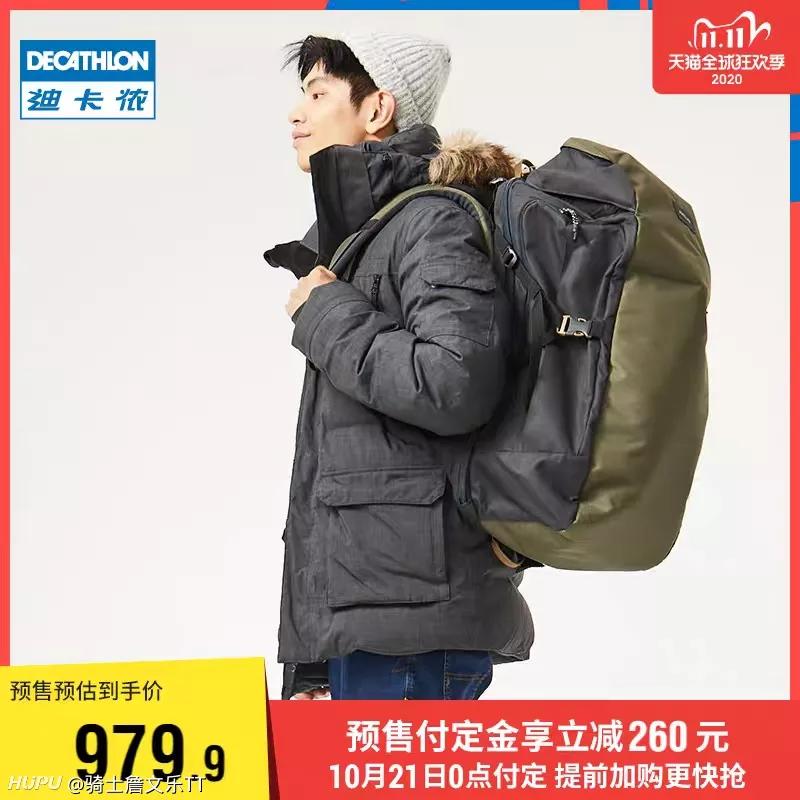 DECATHLON
迪卡侬
11.11
天猫全球狂欢季
2020
预售预估到手价
979.9
预售付定金享立减260元
10月21日0点付定 提前加购更快抢
HUPU @骑士詹文乐TT